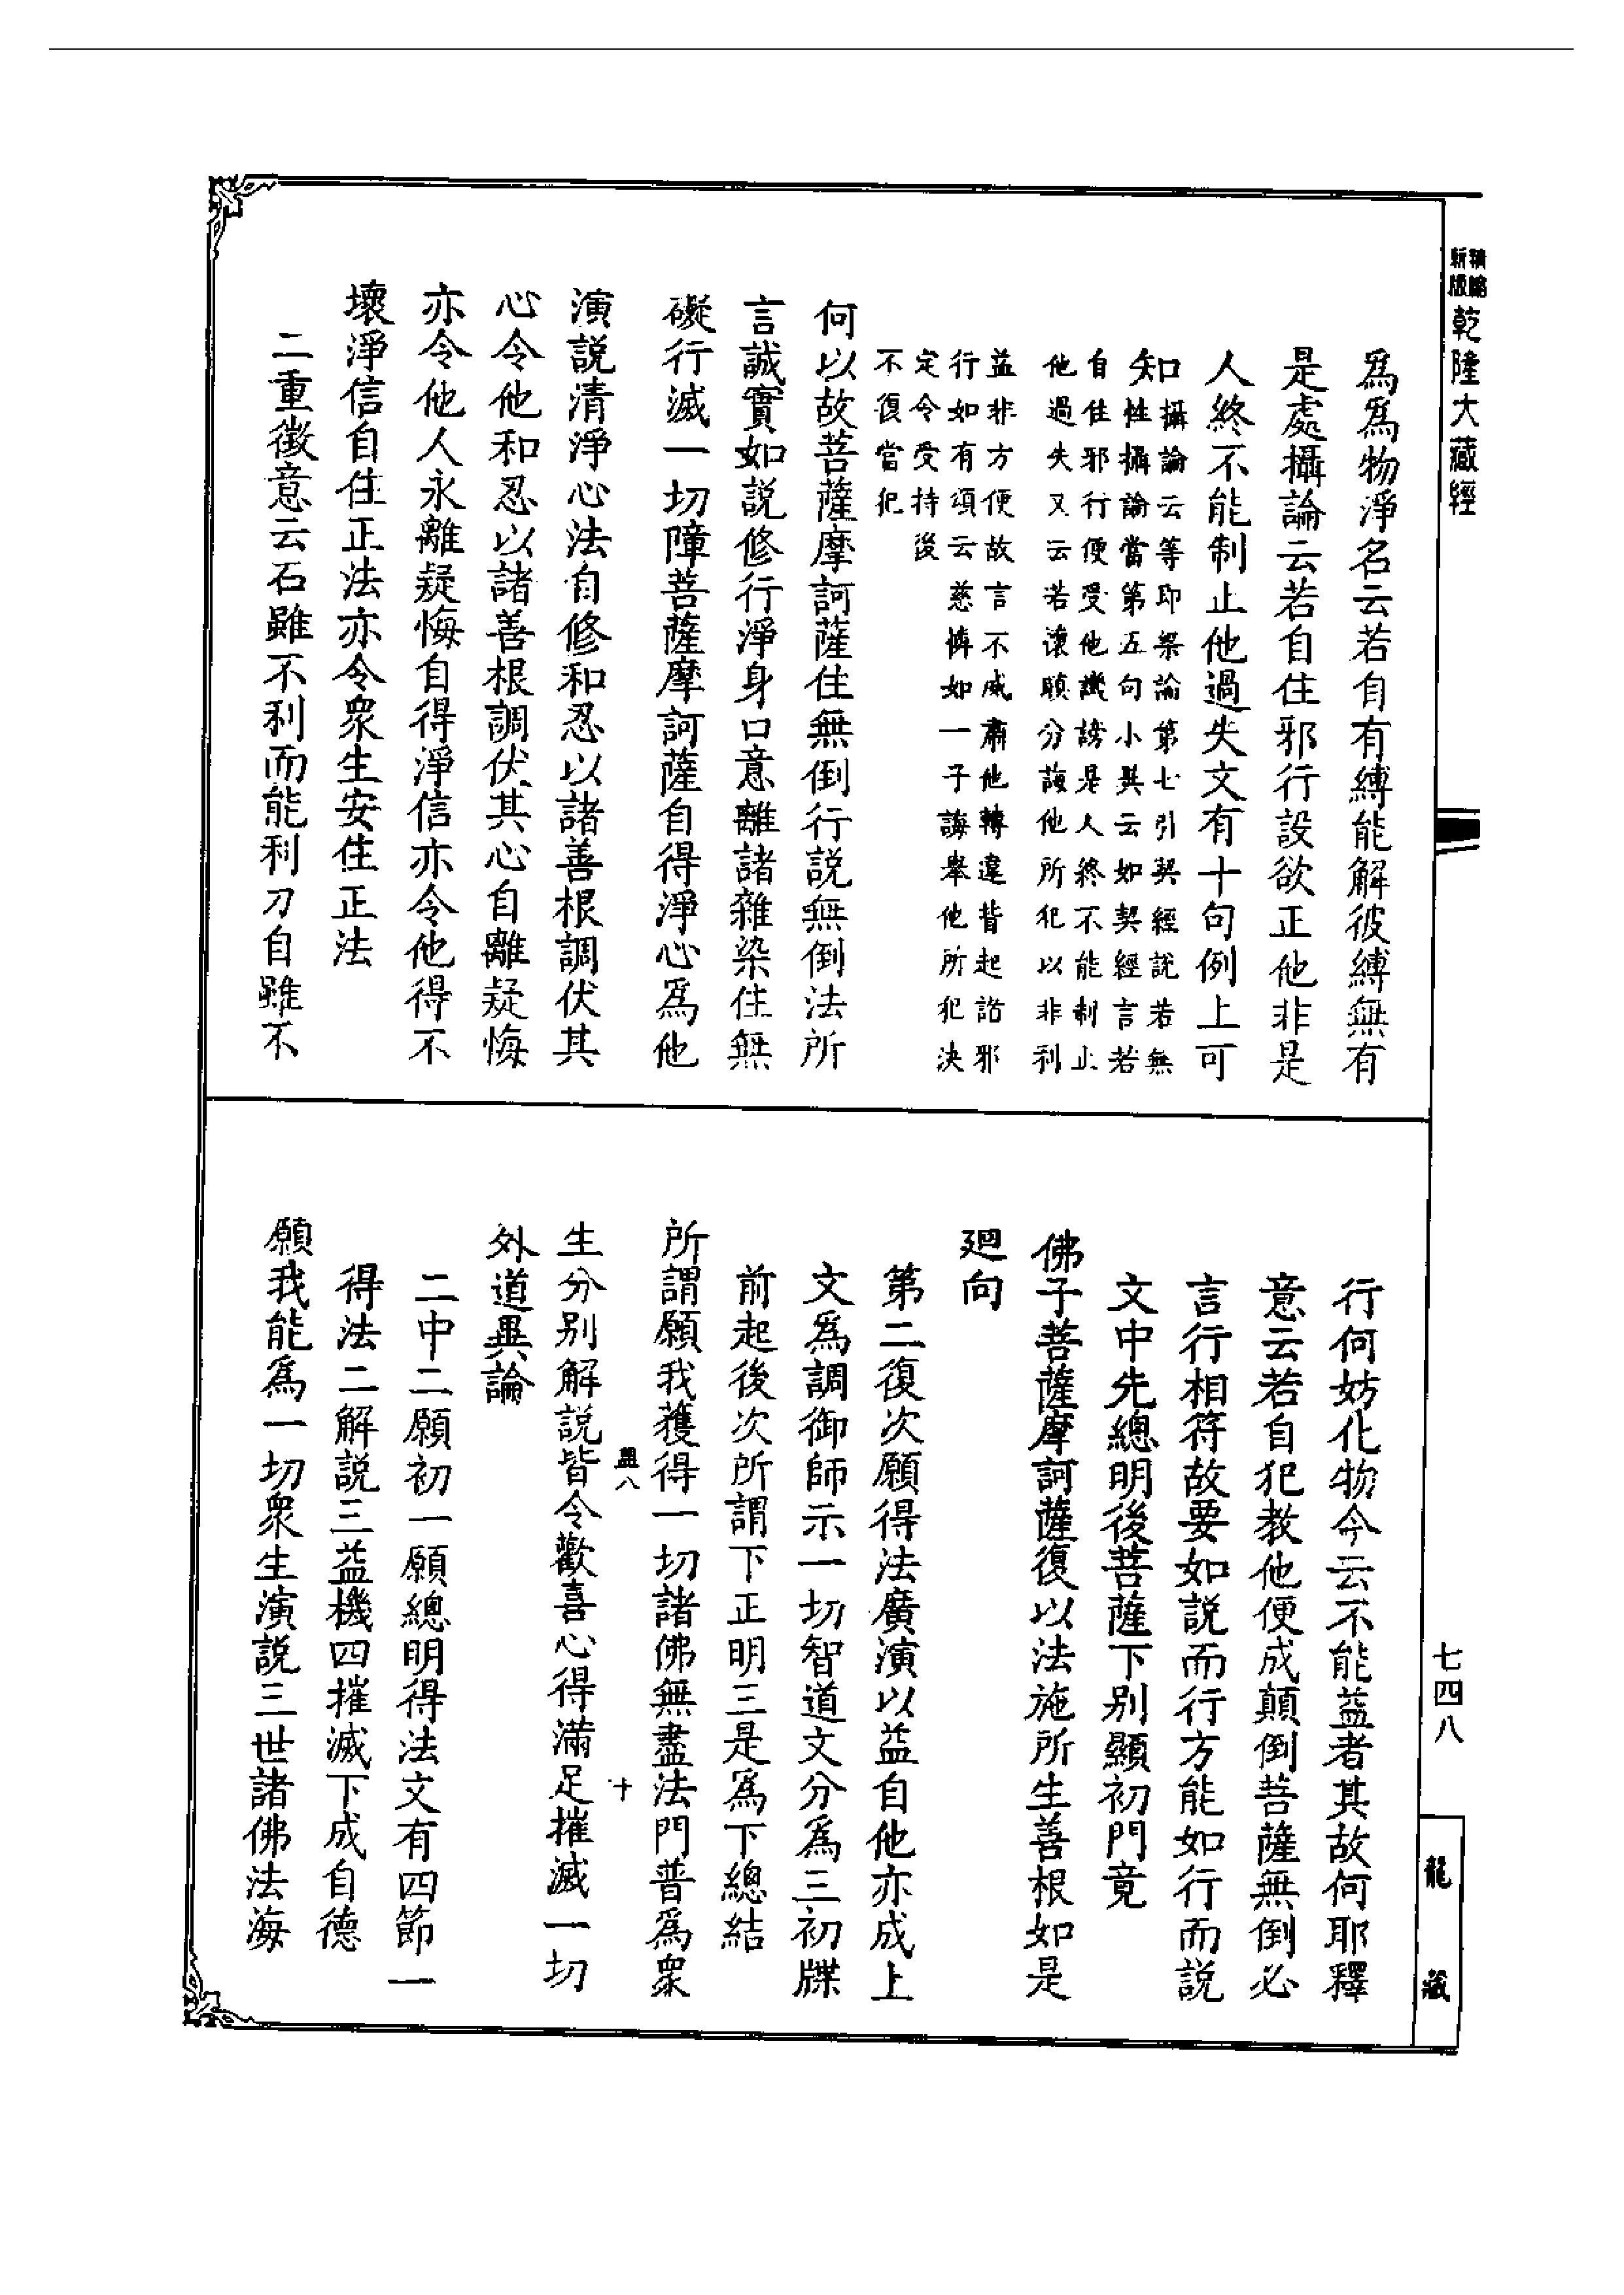 精縮
新版
乾隆大藏經
為為物淨名云若自有縛能解彼縛無有
是處攝論云若自住邪行設欲正他非是
人終不能制止他過失文有十句例上可
知攝論云等即梁論第七引契經說若無
性攝論當第五句小異云如契經言若
自住邪行便受他譏謗是人終不能制止
他過失又云若懷瞋分誨他所犯以非利
益非方便故言不威肅他轉違背起諸邪
行如有頌云慈憐如一子誨舉他所犯決
定令受持後
不復當犯
何以故菩薩摩訶薩住無倒行說無倒法所
言誠實如說修行淨身口意離諸雜染住無
礙行滅一切障菩薩摩訶薩自得淨心為他
演說清淨心法自修和忍以諸善根調伏其
心令他和忍以諸善根調伏其心自離疑悔
亦令他人永離疑悔自得淨信亦令他得不
壞淨信自住正法亦令衆生安住正法
二重徵意云石雖不利而能利刀自雖不
行何妨化物今云不能益者其故何耶釋
意云若自犯教他便成顛倒菩薩無倒必
言行相符故要如說而行方能如行而說
文中先總明後菩薩下別顯初門竟
佛子菩薩摩訶薩復以法施所生善根如是
迴向
第二復次願得法廣演以益自他亦成上
文為調御師示一切智道文分為三初牒
前起後次所謂下正明三是為下總結
所謂願我獲得一切諸佛無盡法門普為衆
八
十
生分別解說皆令歡喜心得滿足摧滅一切
外道異論
二中二願初一願總明得法文有四節一
得法二解說三益機四摧滅下成自德
願我能為一切衆生演說三世諸佛法海
七四八
龍藏